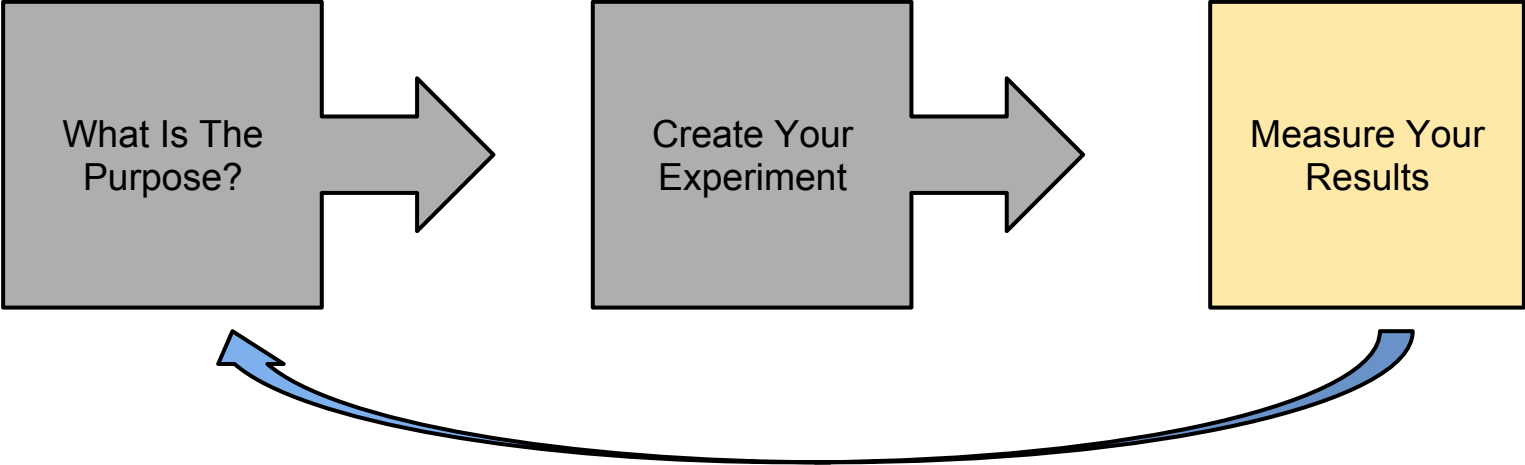 What Is The
Purpose?
Create Your
Experiment
Measure Your
Results